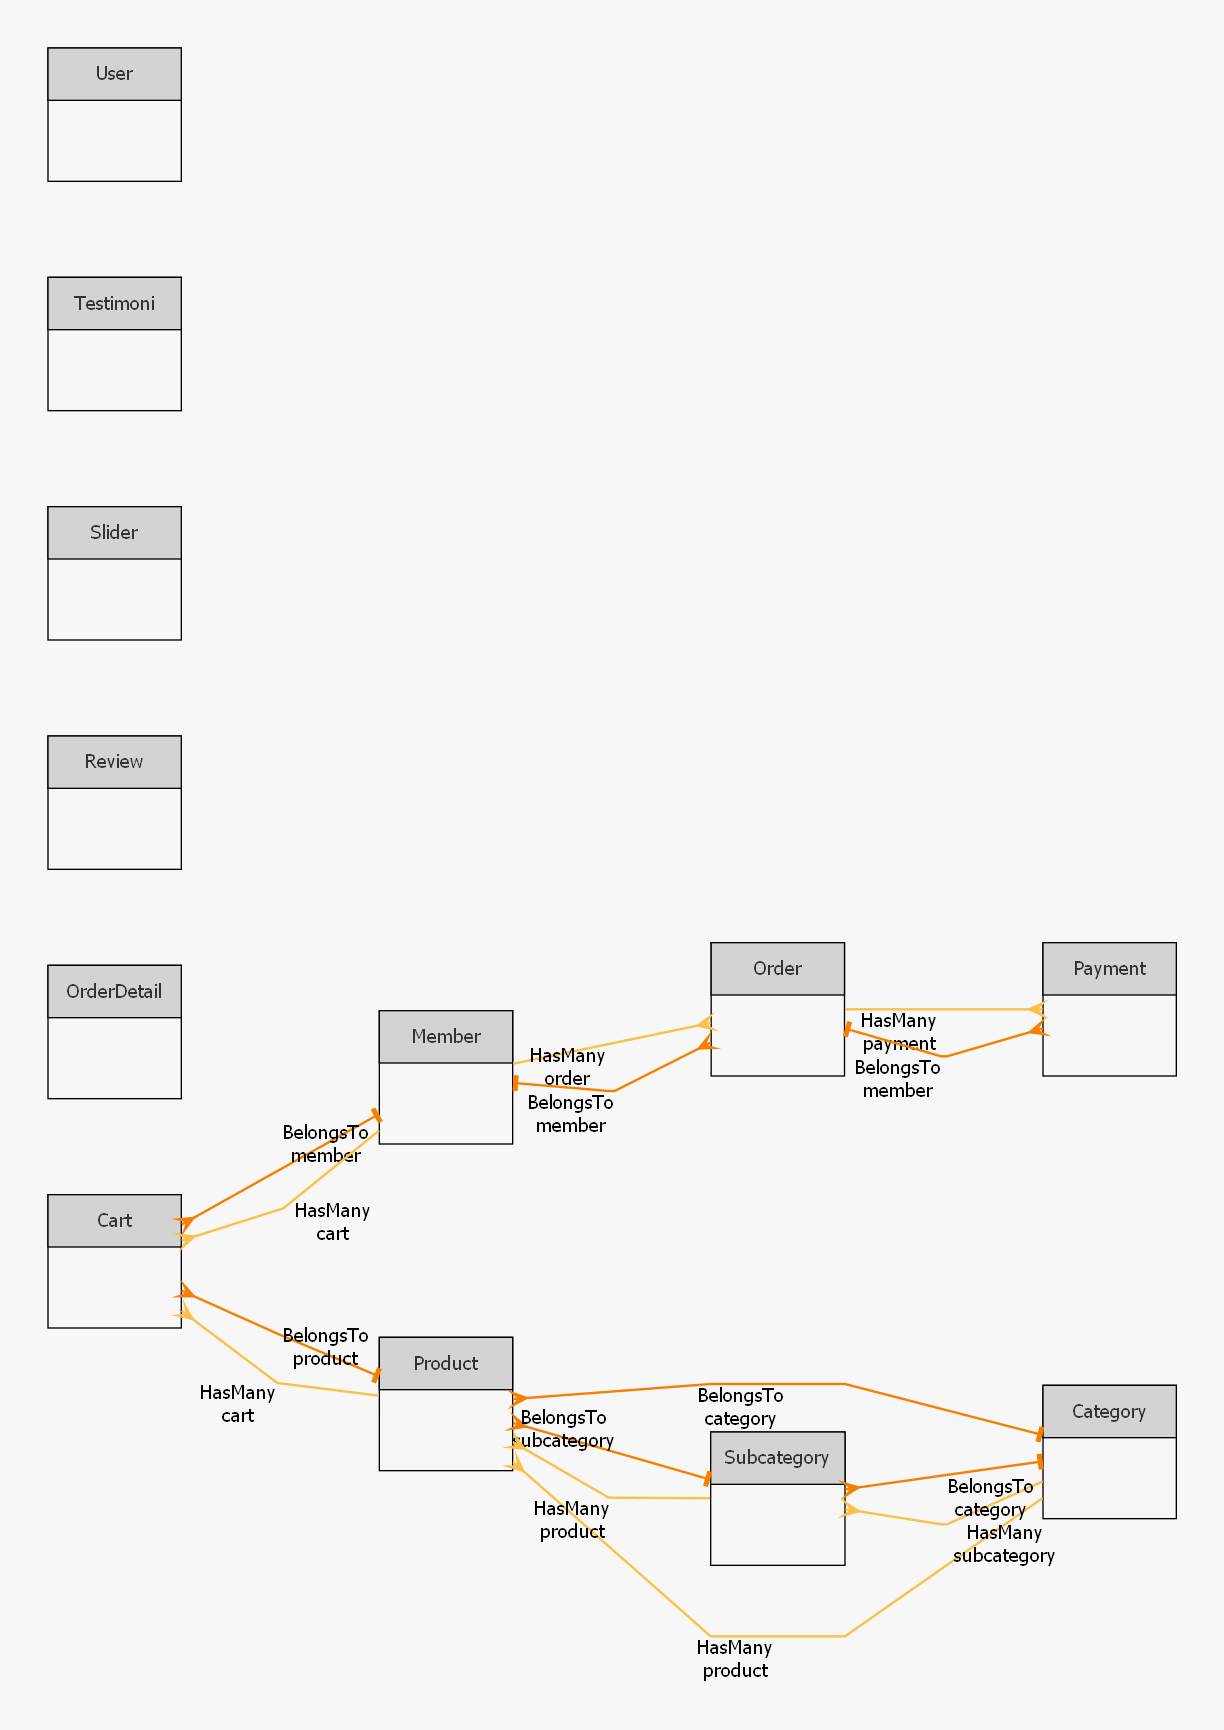 User
Testimoni
Slider
Review
OrderDetail
Order
Payment
Member
HasMany
payment
BelongsTo
member
HasMany
order
BelongsTo
member
BelongsTo
member
Cart
HasMany
cart
BelongsTo
product
Product
HasMany
cart
BelongsTo
category
Category
BelongsTo
subcategory
Subcategory
BelongsTo
category
HasMany
product
HasMany
subcategory
HasMany
product